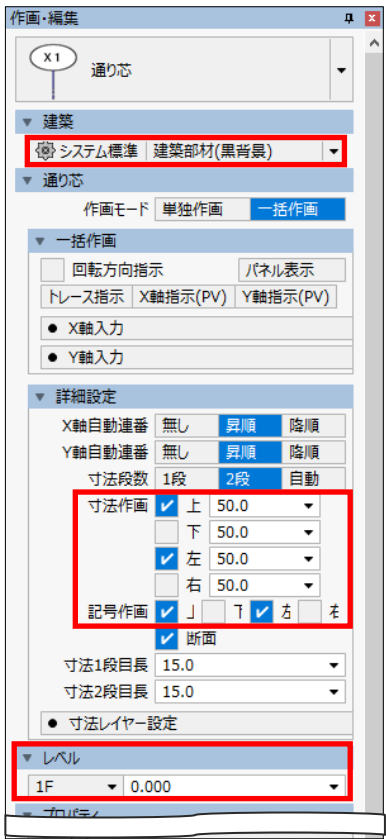 作画・編集
X1 通り芯
建築
システム標準 建築部材(黒背景)
通り芯
作画モード 単独作画 一括作画
一括作画
回転方向指示 パネル表示
トレース指示 X軸指示(PV) Y軸指示(PV)
● X軸入力
● Y軸入力
詳細設定
X軸自動連番 無し 昇順 降順
Y軸自動連番 無し 昇順 降順
寸法段数 1段 2段 自動
寸法作画 上 50.0
下 50.0
左 50.0
右 50.0
記号作画
断面
寸法1段目長 15.0
寸法2段目長 15.0
● 寸法レイヤー設定
レベル
1F 0.000
プロパティ